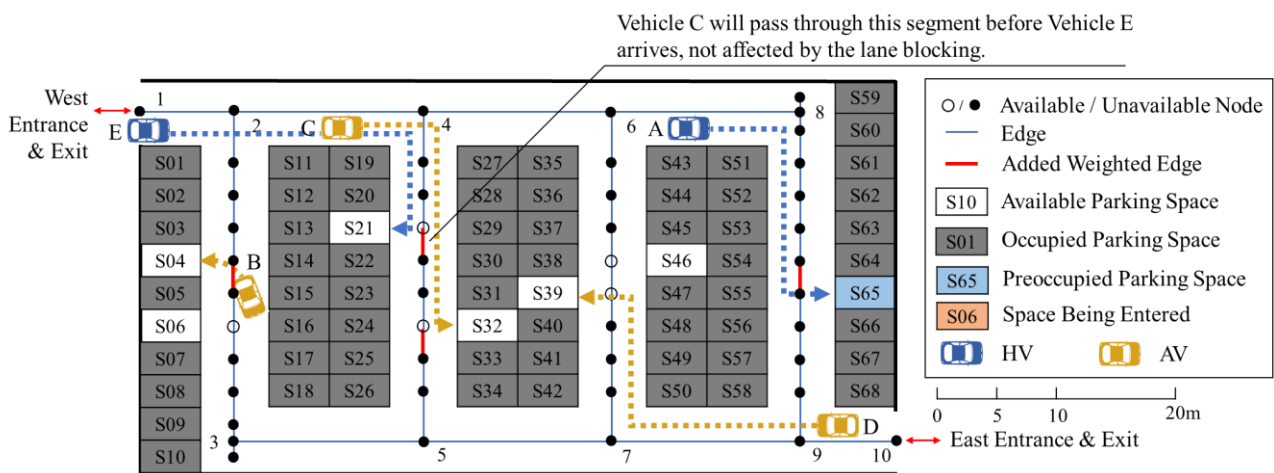 Vehicle C will pass through this segment before Vehicle E
arrives, not affected by the lane blocking.
West
Entrance
& Exit
1
2
4
6
8
E
C
A
S59
S60
S01 S11 S19 S27 S35 S43 S51 S61
S02 S12 S20 S28 S36 S44 S52 S62
S03 S13 S21 S29 S37 S45 S53 S63
S04 B S14 S22 S30 S38 S46 S54 S64
S05 S15 S23 S31 S39 S47 S55 S65
S06 S16 S24 S32 S40 S48 S56 S66
S07 S17 S25 S33 S41 S49 S57 S67
S08 S18 S26 S34 S42 S50 S58 S68
S09
S10
D
3
5
7
9
10
East Entrance & Exit
/ Available / Unavailable Node
Edge
Added Weighted Edge
S10 Available Parking Space
S01 Occupied Parking Space
S65 Preoccupied Parking Space
S06 Space Being Entered
HV AV
0 5 10 20m